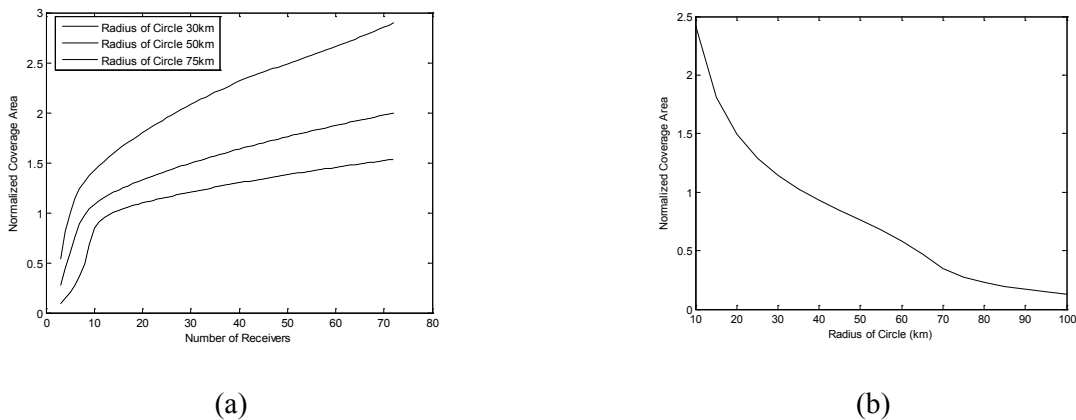 3
2.5
2
1.5
1
0.5
0
0 10 20 30 40 50 60 70 80
Normalized Coverage Area
Number of Receivers
Radius of Circle 30km
Radius of Circle 50km
Radius of Circle 75km
(a)
2.5
2
1.5
1
0.5
0
10 20 30 40 50 60 70 80 90 100
Normalized Coverage Area
Radius of Circle (km)
(b)